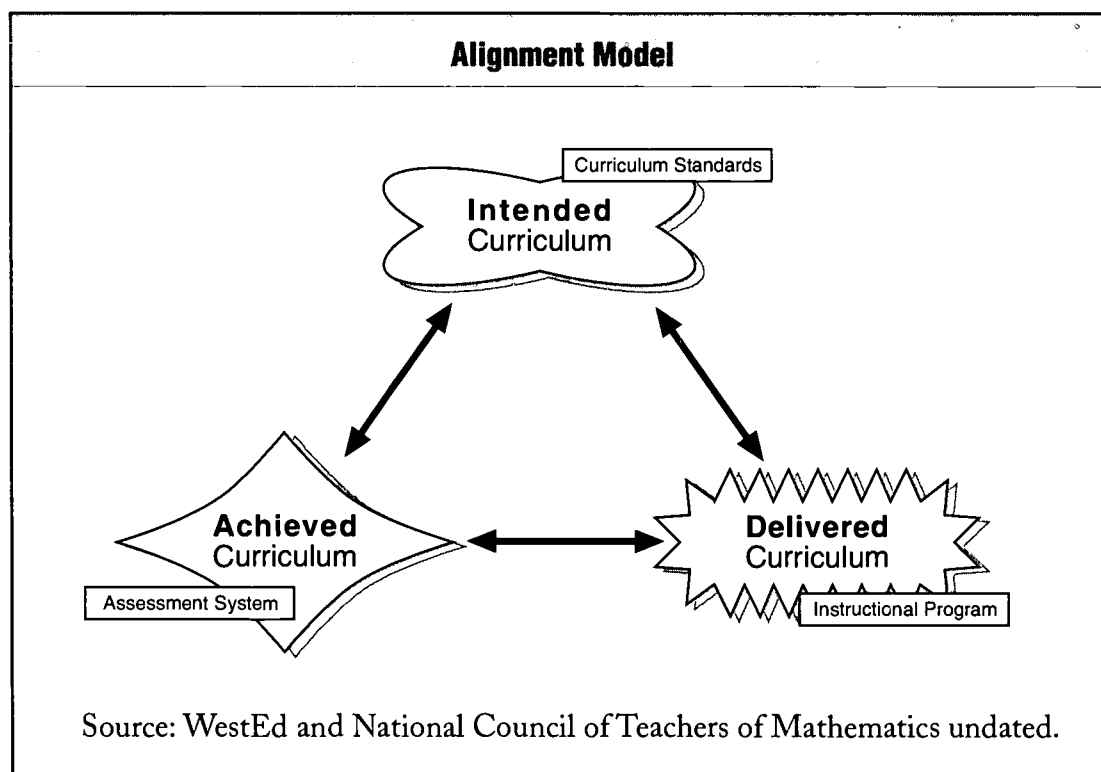 Alignment Model
Curriculum Standards
Intended
Curriculum
Achieved
Curriculum
Assessment System
Delivered
Curriculum
Instructional Program
Source: WestEd and National Council of Teachers of Mathematics undated.